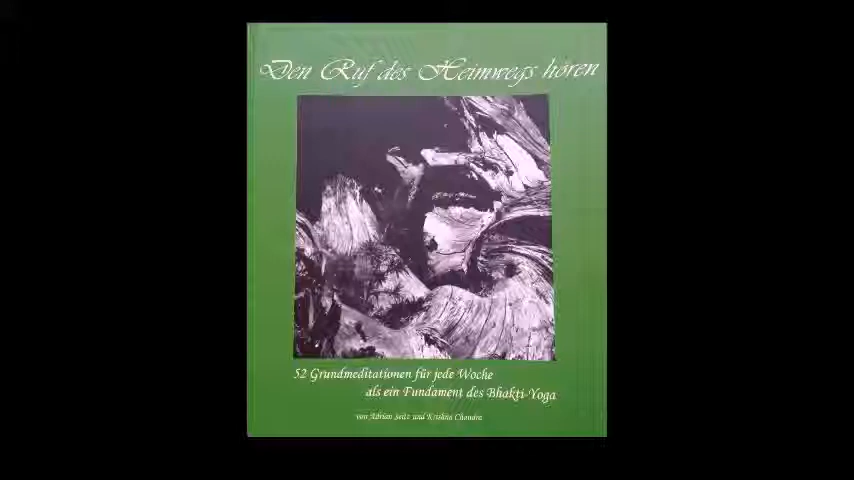 Den Ruf des Heimwegs hören
52 Grundmeditationen für jede Woche
als ein Fundament des Bhakti-Yoga
von Adrian Seitz und Krishna Chandra